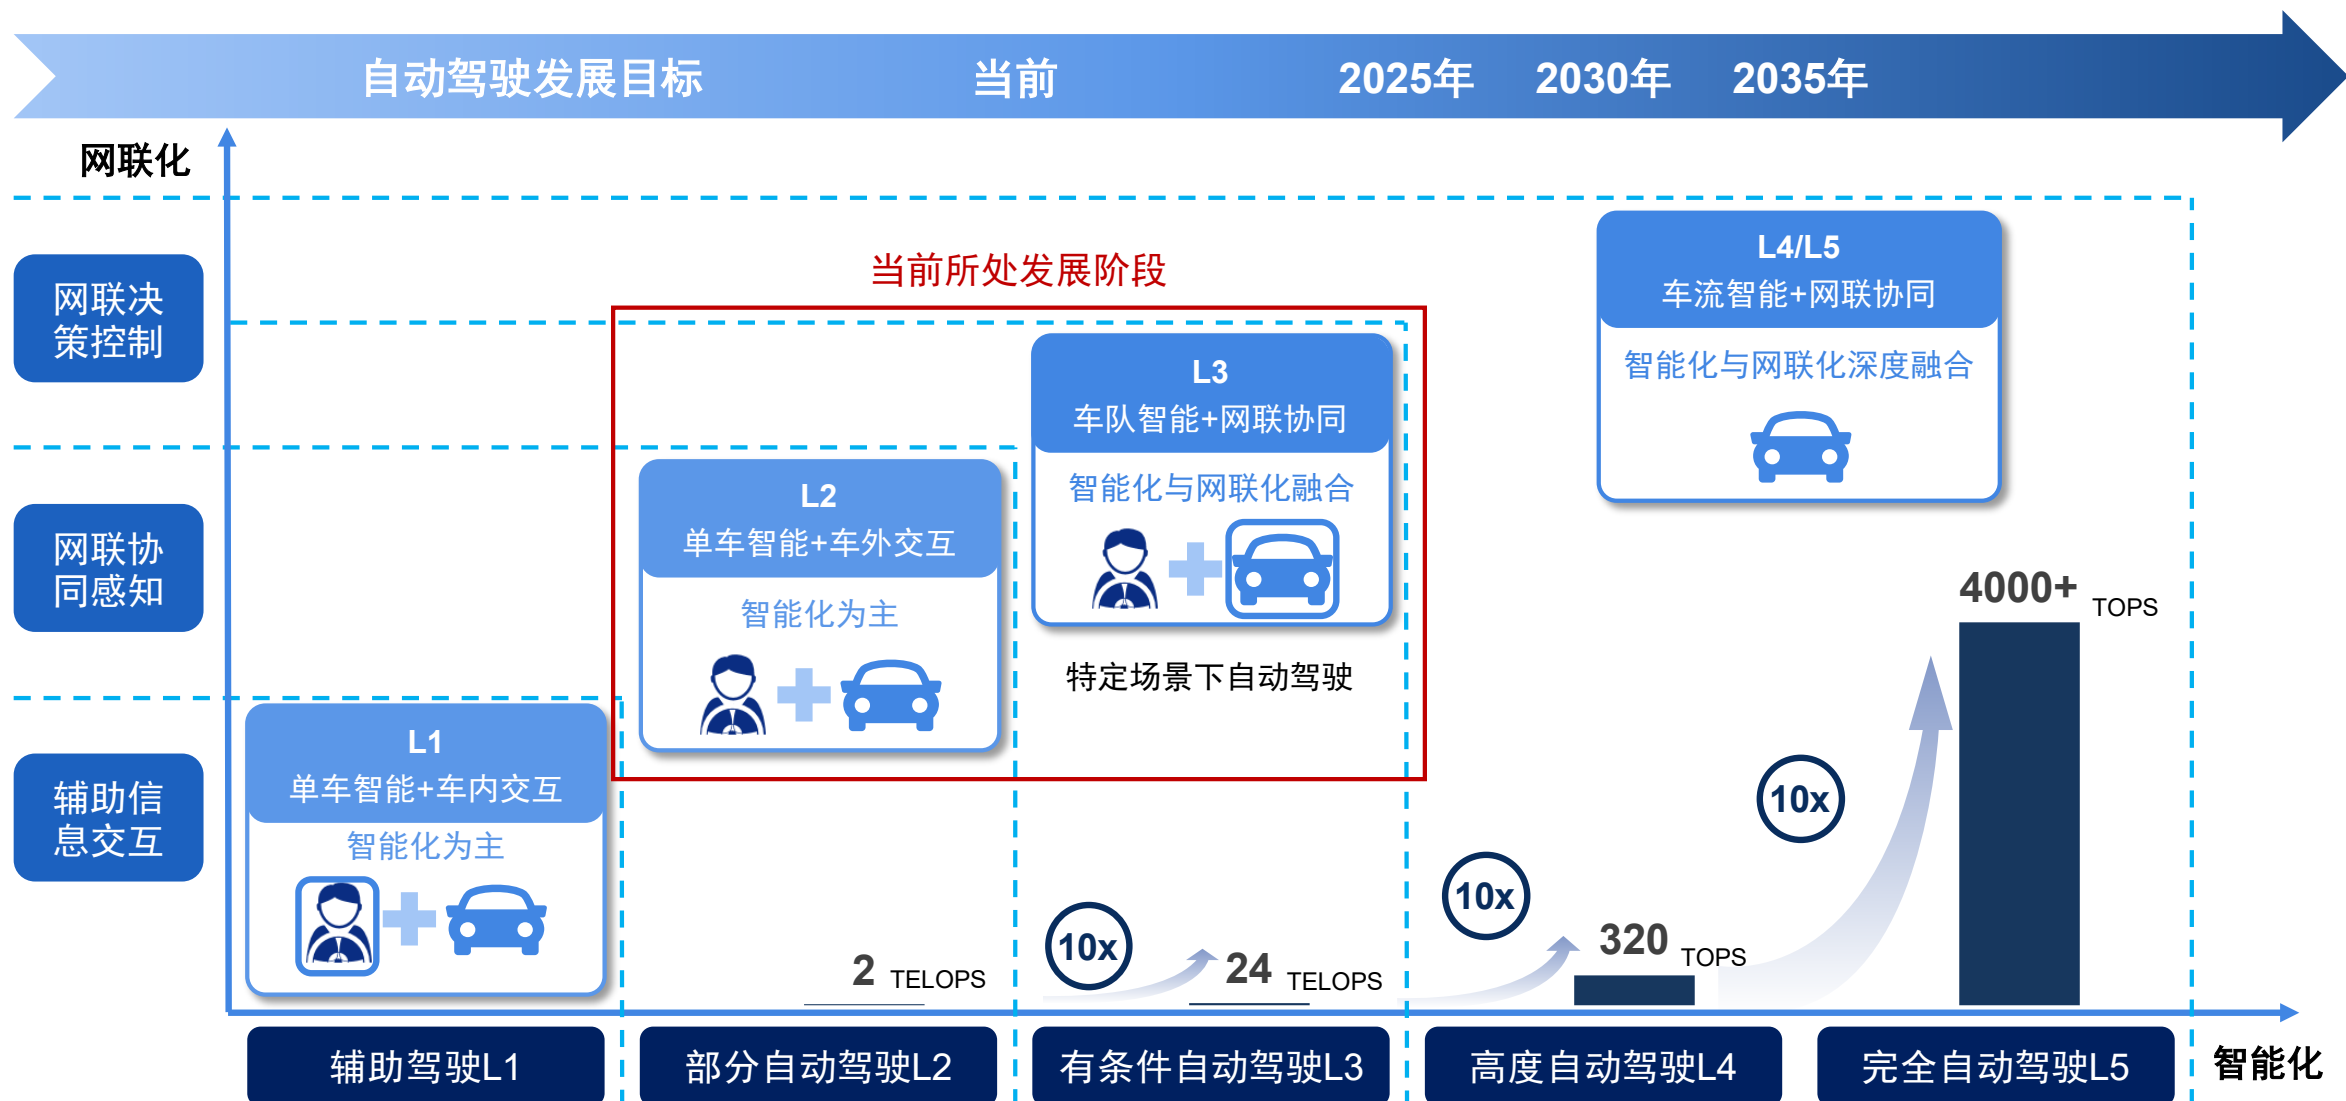 自动驾驶发展目标
当前
2025年
2030年
2035年
网联化
网联决
策控制
网联协
同感知
辅助信
息交互
当前所处发展阶段
L1
单车智能+车内交互
智能化为主
L2
单车智能+车外交互
智能化为主
L3
车队智能+网联协同
智能化与网联化融合
特定场景下自动驾驶
L4/L5
车流智能+网联协同
智能化与网联化深度融合
2 TELOPS
10x
24 TELOPS
10x
320 TOPS
10x
4000+ TOPS
辅助驾驶L1
部分自动驾驶L2
有条件自动驾驶L3
高度自动驾驶L4
完全自动驾驶L5
智能化